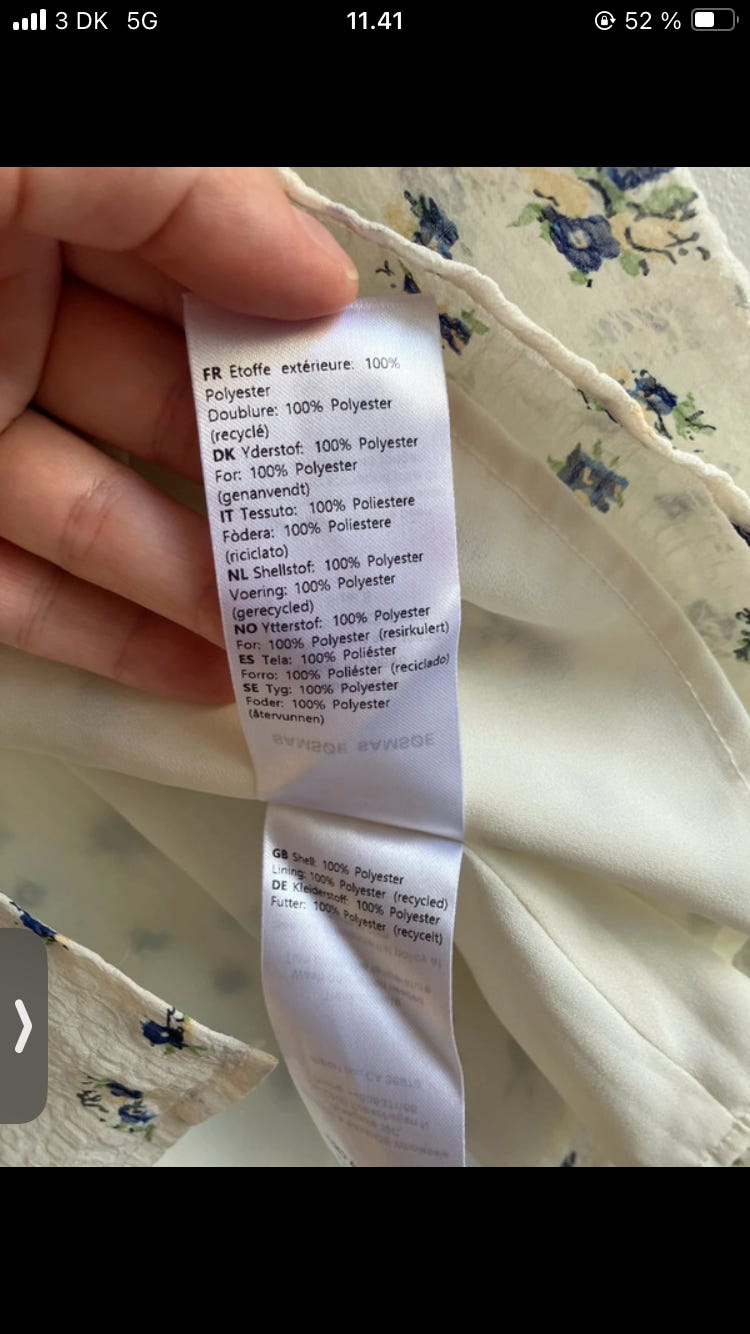 3 DK 5G 11.41 52 %
FR Etoffe extérieure: 100%
Polyester
Doublure: 100% Polyester
(recyclé)
DK Yderstof: 100% Polyester
For: 100% Polyester
(genanvendt)
IT Tessuto: 100% Poliestere
Fòdera: 100% Poliestere
(riciclato)
NL Shellstof: 100% Polyester
Voering: 100% Polyester
(gerecycled)
NO Ytterstof: 100% Polyester
For: 100% Polyester (resirkulert)
ES Tela: 100% Poliéster
Forro: 100% Poliéster (reciclado)
SE Tyg: 100% Polyester
Foder: 100% Polyester
(återvunnen)
SAMSØE SAMSØE
GB Shell: 100% Polyester
Lining: 100% Polyester (recycled)
DE Kleiderstoff: 100% Polyester
Futter: 100% Polyester (recycelt)